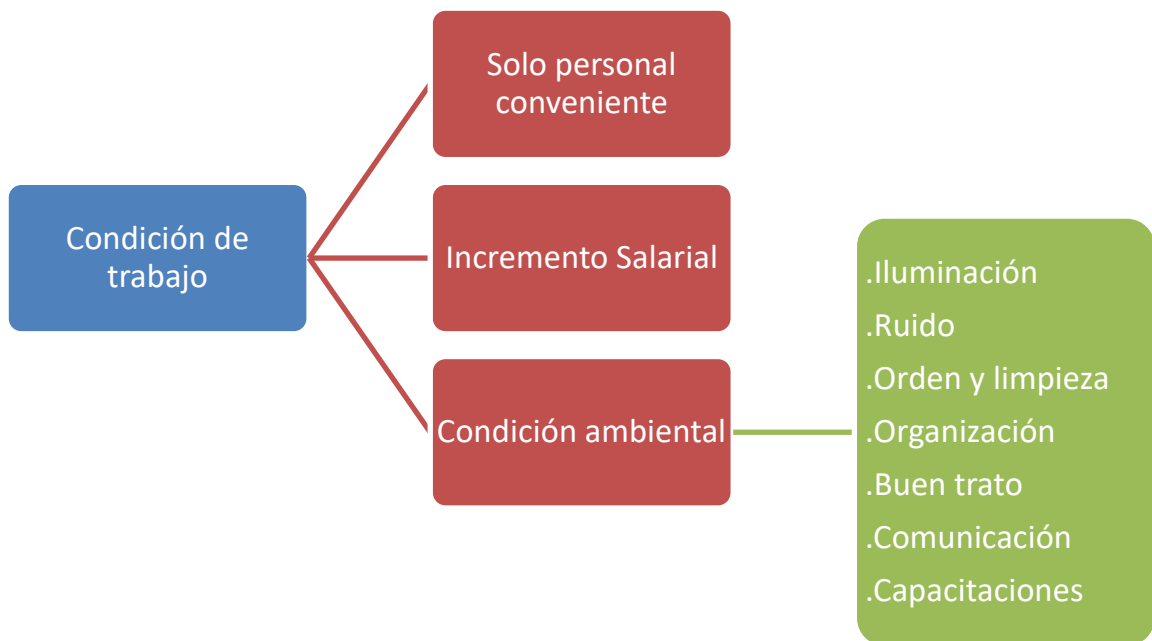 Solo personal
conveniente
Condición de
trabajo
Incremento Salarial
Condición ambiental
.Iluminación
.Ruido
.Orden y limpieza
.Organización
.Buen trato
.Comunicación
.Capacitaciones